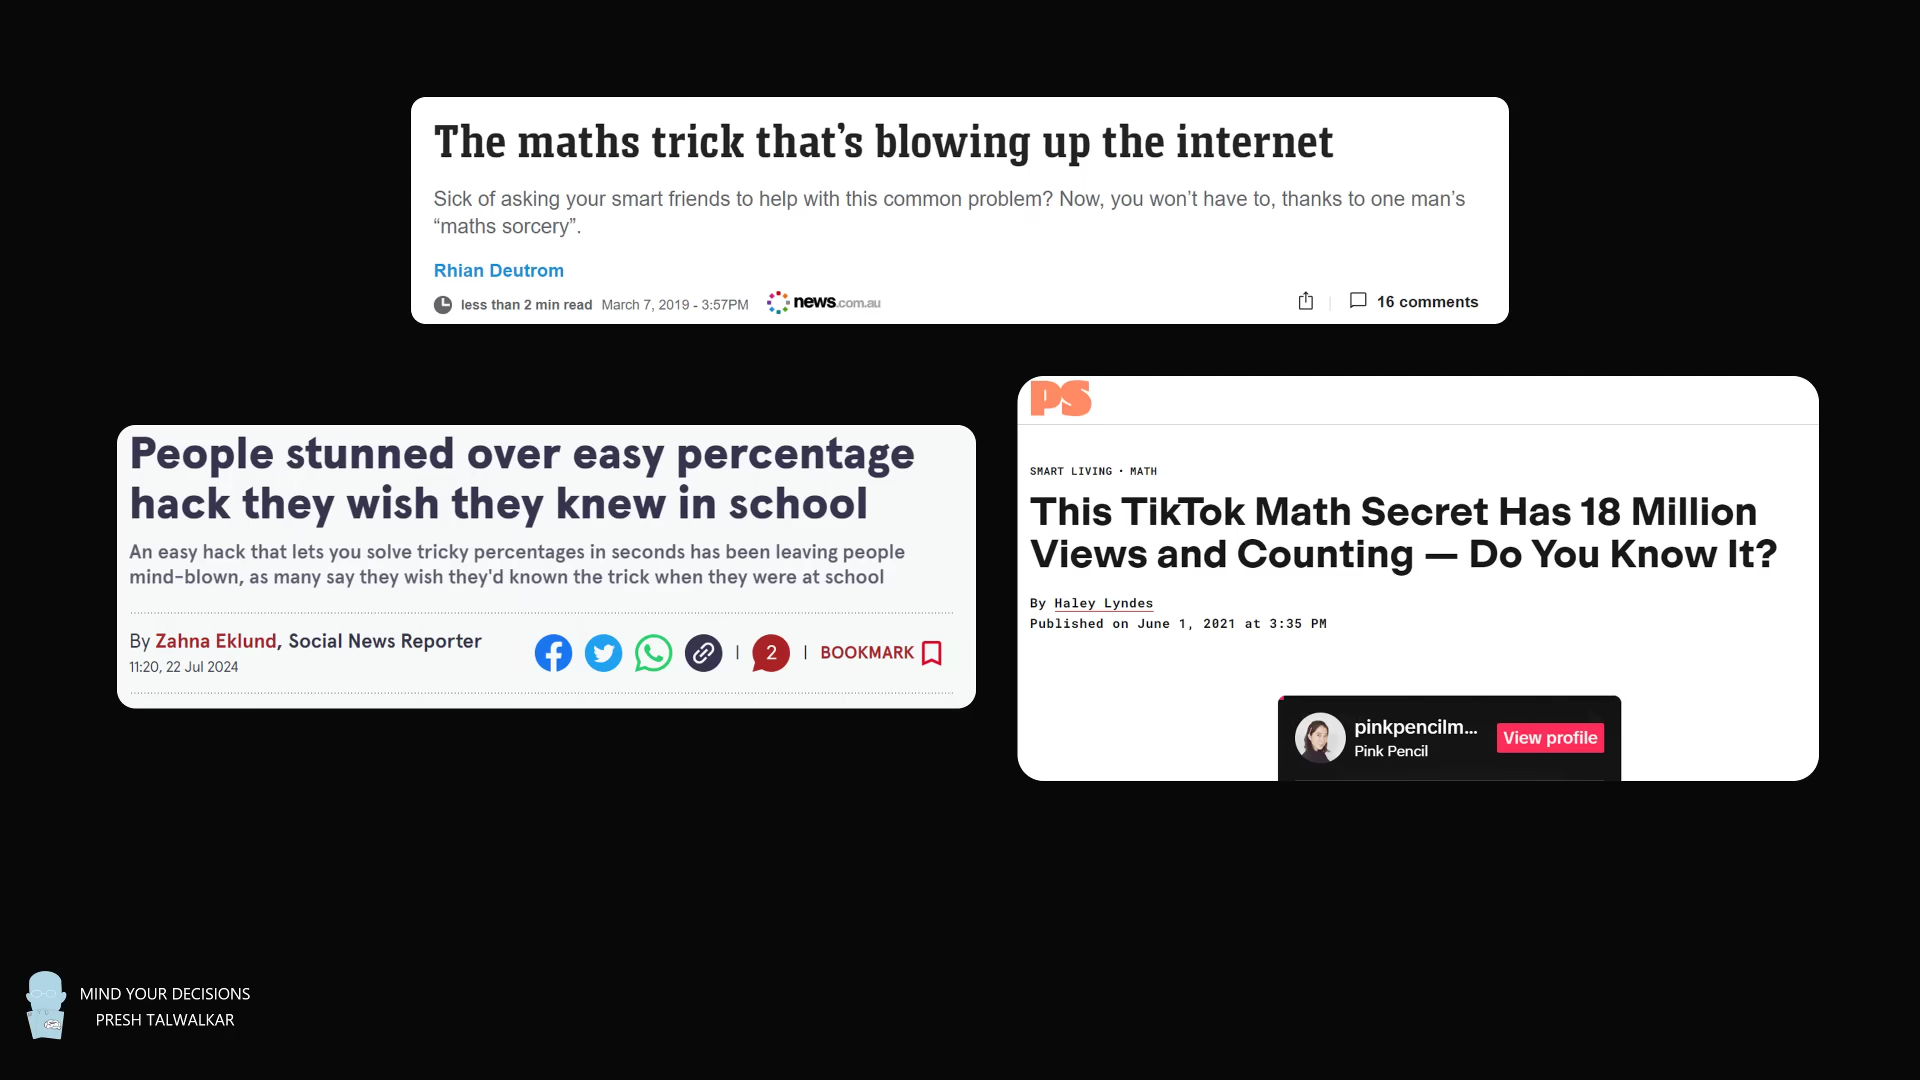 The maths trick that’s blowing up the internet
Sick of asking your smart friends to help with this common problem? Now, you won’t have to, thanks to one man’s
“maths sorcery”.
Rhian Deutrom
less than 2 min read March 7, 2019 - 3:57PM news.com.au 16 comments
People stunned over easy percentage
hack they wish they knew in school
An easy hack that lets you solve tricky percentages in seconds has been leaving people
mind-blown, as many say they wish they'd known the trick when they were at school
By Zahna Eklund, Social News Reporter
11:20, 22 Jul 2024
2
BOOKMARK
PS
SMART LIVING • MATH
This TikTok Math Secret Has 18 Million
Views and Counting — Do You Know It?
By Haley Lyndes
Published on June 1, 2021 at 3:35 PM
pinkpencilm...
Pink Pencil
View profile
MIND YOUR DECISIONS
PRESH TALWALKAR